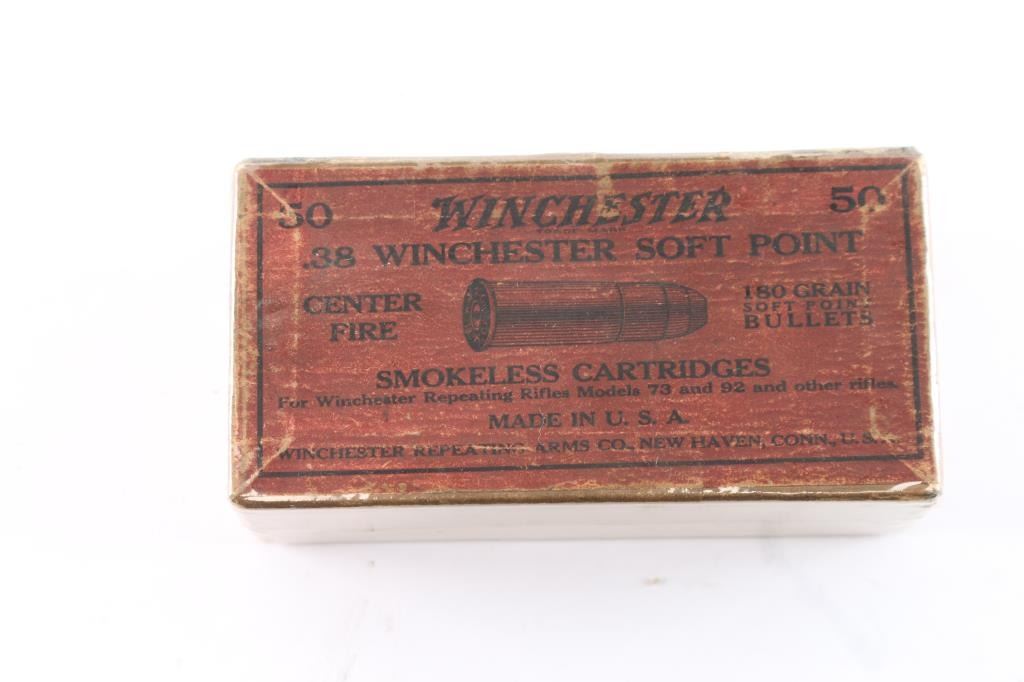 50 WINCHESTER 50
TRADE MARK
.38 WINCHESTER SOFT POINT
CENTER FIRE
180 GRAIN
SOFT POINT
BULLETS
SMOKELESS CARTRIDGES
For Winchester Repeating Rifles Models 73 and 92 and other rifles.
MADE IN U. S. A.
WINCHESTER REPEATING ARMS CO., NEW HAVEN, CONN., U. S. A.